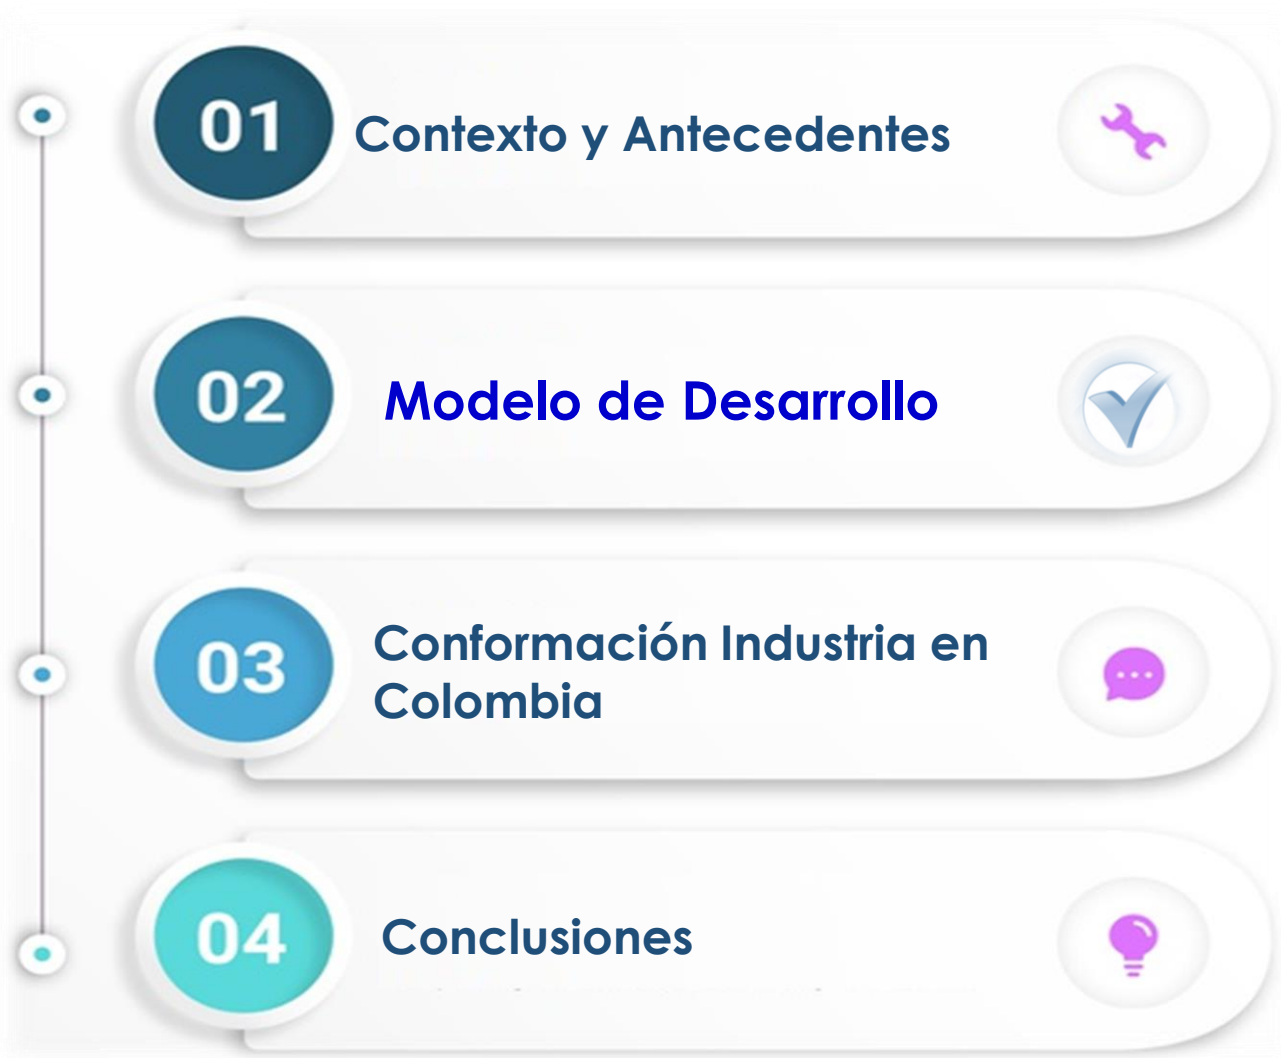 01
Contexto y Antecedentes
02
Modelo de Desarrollo
03
Conformación Industria en
Colombia
04
Conclusiones